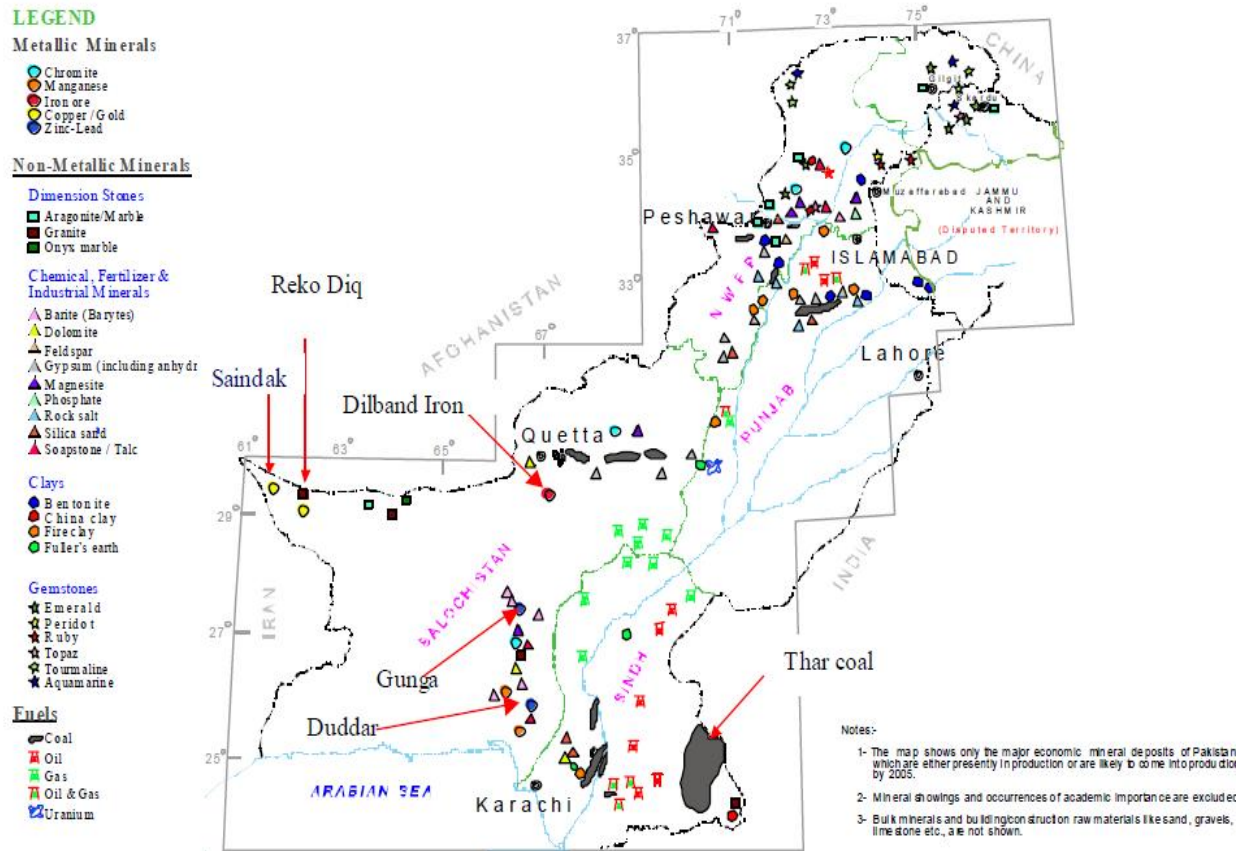 LEGEND
Metallic Minerals
Chromite
Manganese
Iron ore
Copper/Gold
Zinc-Lead
Non-Metallic Minerals
Dimension Stones
Aragonite/Marble
Granite
Onyx marble
Chemical, Fertilizer &
Industrial Minerals
Barite (Barytes)
Dolomite
Feldspar
Gypsum (including anhydr
Magnesite
Phosphate
Rock salt
Silica sand
Soapstone / Talc
Clays
Bentonite
China clay
Fireclay
Fuller's earth
Gemstones
Emerald
Peridot
Ruby
Topaz
Tourmaline
Aquamarine
Fuels
Coal
Oil
Gas
Oil & Gas
Uranium
71°
73°
75°
37°
CHINA
Gilgit
Skardu
35°
Muzaffarabad
JAMMU
AND
KASHMIR
(Disputed Territory)
Peshawar
ISLAMABAD
33°
N W F P
Reko Diq
AFGHANISTAN
67°
Lahore
Saindak
Dilband Iron
PUNJAB
Quetta
61°
63°
65°
29°
INDIA
BALOCHISTAN
IRAN
27°
SINDH
Thar coal
Gunga
Duddar
25°
ARABIAN SEA
Karachi
Notes:-
1- The map shows only the major economic mineral deposits of Pakistan
which are either presently in production or are likely to come into production
by 2005.
2- Mineral showings and occurrences of academic importance are excluded
3- Bulk minerals and building/construction raw materials like sand, gravels,
limestone etc., are not shown.